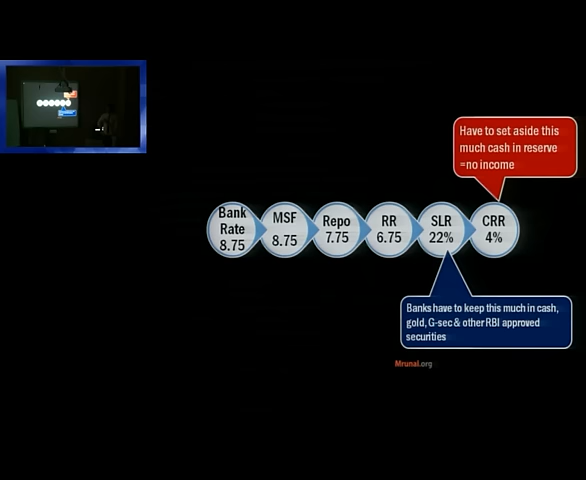 Have to set aside this
much cash in reserve
=no income
Bank
Rate
8.75
MSF
8.75
Repo
7.75
RR
6.75
SLR
22%
CRR
4%
Banks have to keep this much in cash,
gold, G-sec & other RBI approved
securities
Mrunal.org